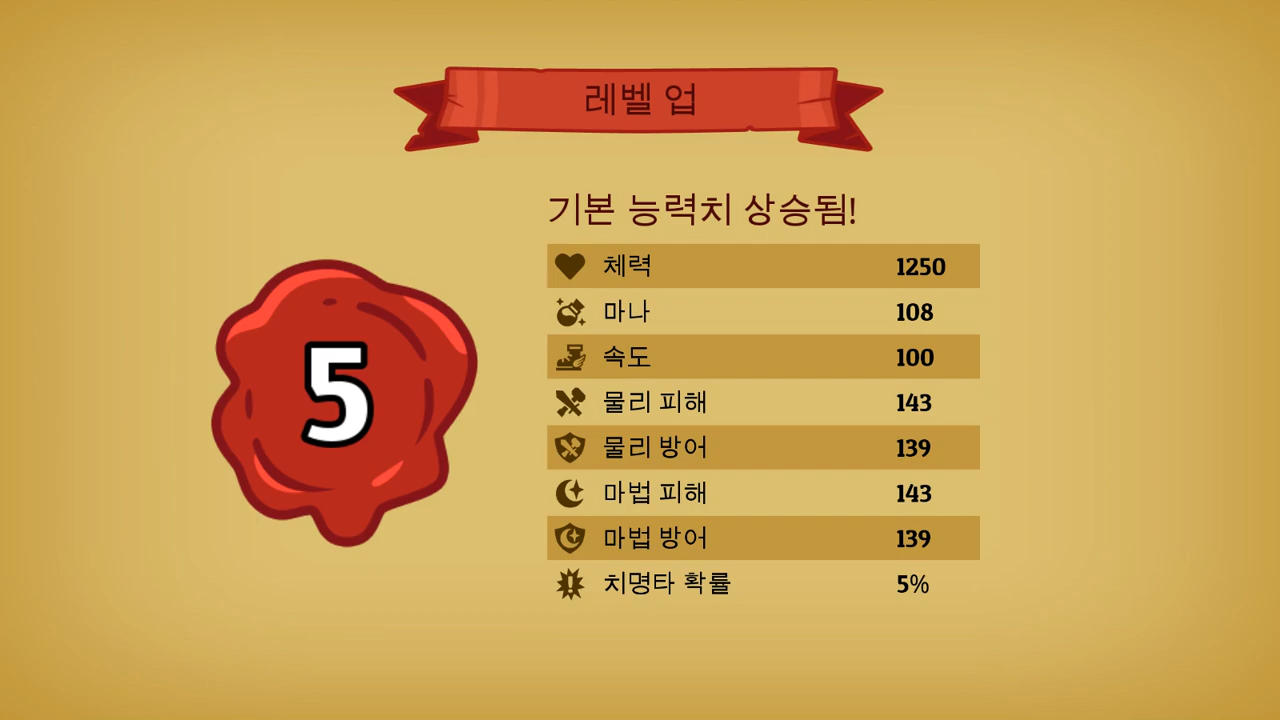 레벨 업
기본 능력치 상승됨!
5
체력 1250
마나 108
속도 100
물리 피해 143
물리 방어 139
마법 피해 143
마법 방어 139
치명타 확률 5%